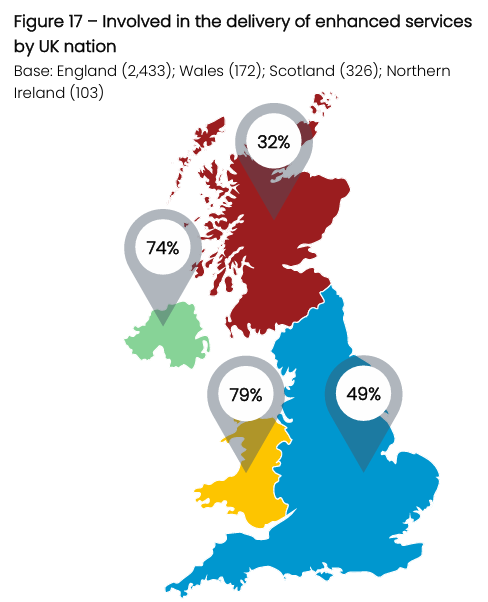 Figure 17 – Involved in the delivery of enhanced services
by UK nation
Base: England (2,433); Wales (172); Scotland (326); Northern
Ireland (103)
32%
74%
79%
49%